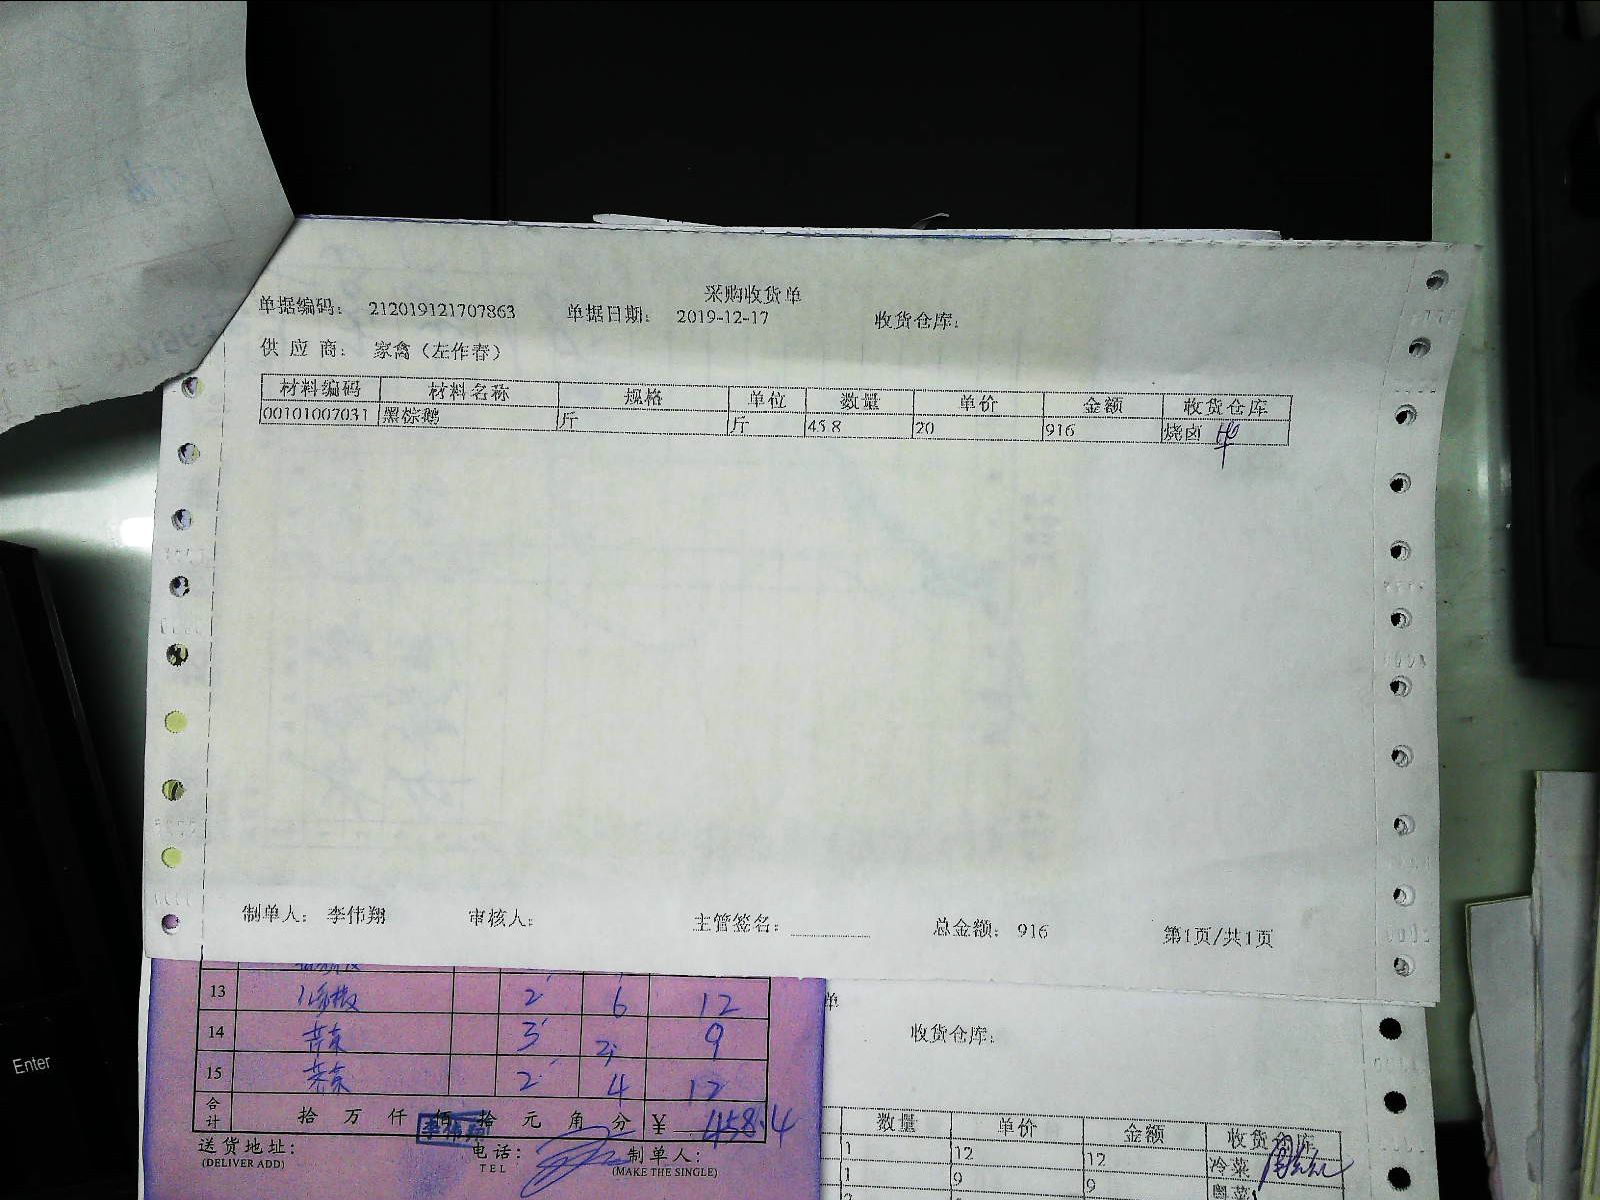 采购收货单
单据编码: 212019121707863 单据日期: 2019-12-17 收货仓库:
供应商: 家禽（左作春）
材料编码 材料名称 规格 单位 数量 单价 金额 收货仓库
00101007031 黑棕鹅 斤 斤 45.8 20 916 烧卤
制单人: 李伟翔 审核人: 主管签名: 总金额: 916 第1页/共1页
13 2 6 12
14 3 9
15 2 4 12
合计 拾 万 仟 佰 拾 元 角 分 ¥ 458.4
送货地址: 电话: 制单人:
(DELIVER ADD) TEL (MAKE THE SINGLE)
单
收货仓库:
数量 单价 金额 收货仓库
1 12 12 冷菜
1 9 9 粤菜
Enter